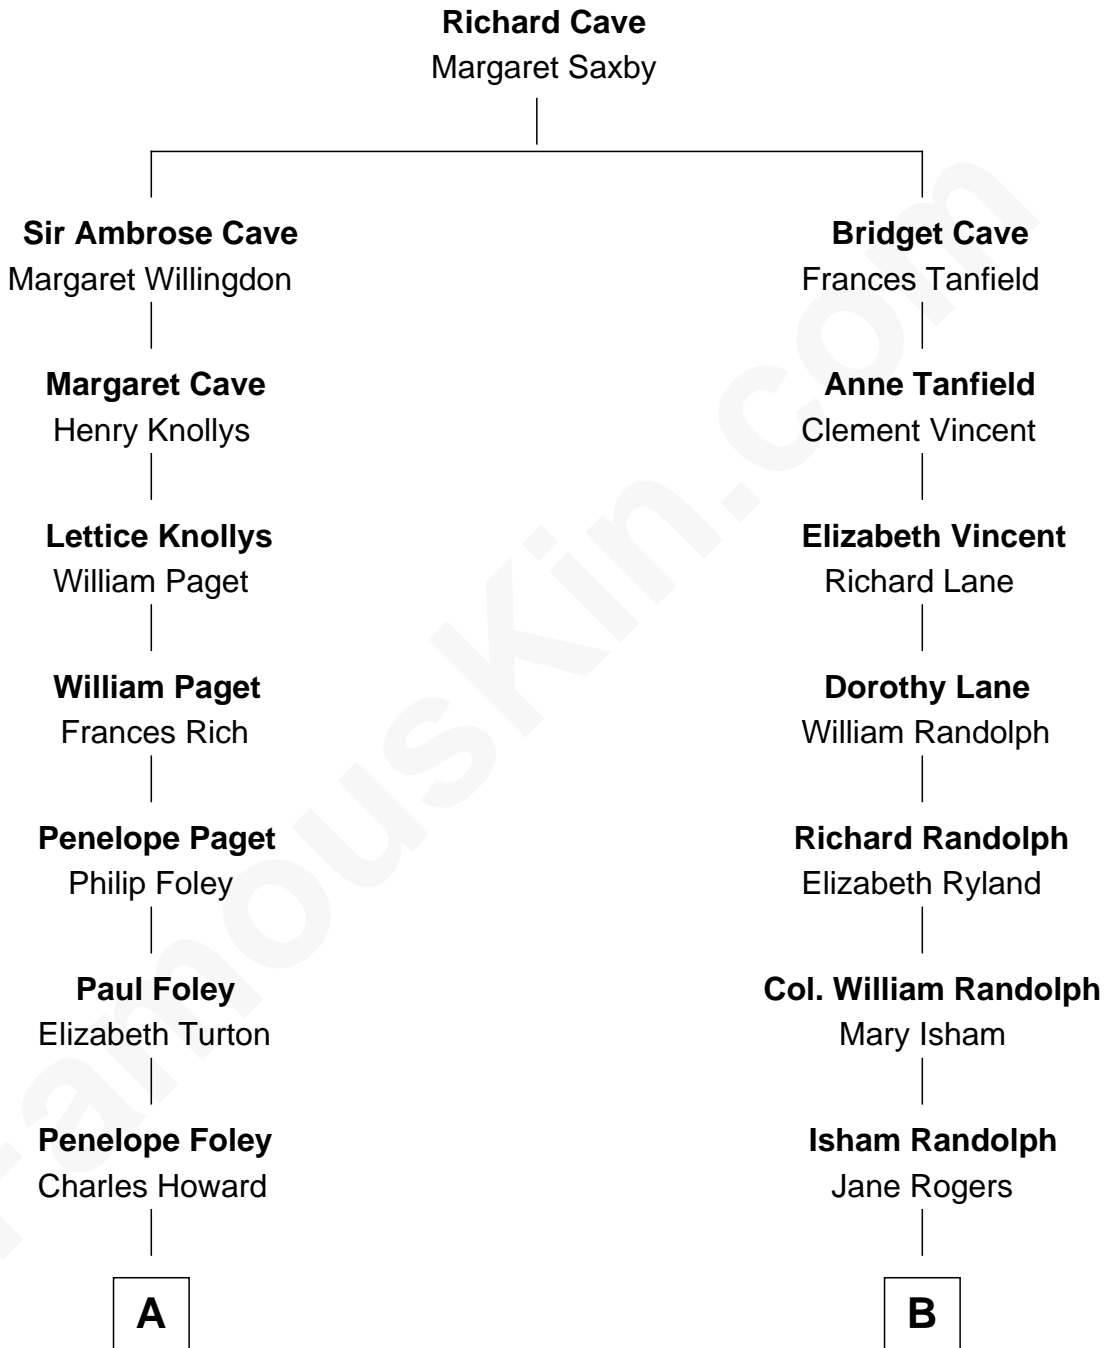 Richard Cave
Margaret Saxby
Sir Ambrose Cave
Margaret Willingdon
Margaret Cave
Henry Knollys
Lettice Knollys
William Paget
William Paget
Frances Rich
Penelope Paget
Philip Foley
Paul Foley
Elizabeth Turton
Penelope Foley
Charles Howard
A
Bridget Cave
Frances Tanfield
Anne Tanfield
Clement Vincent
Elizabeth Vincent
Richard Lane
Dorothy Lane
William Randolph
Richard Randolph
Elizabeth Ryland
Col. William Randolph
Mary Isham
Isham Randolph
Jane Rogers
B
FamousKin.com